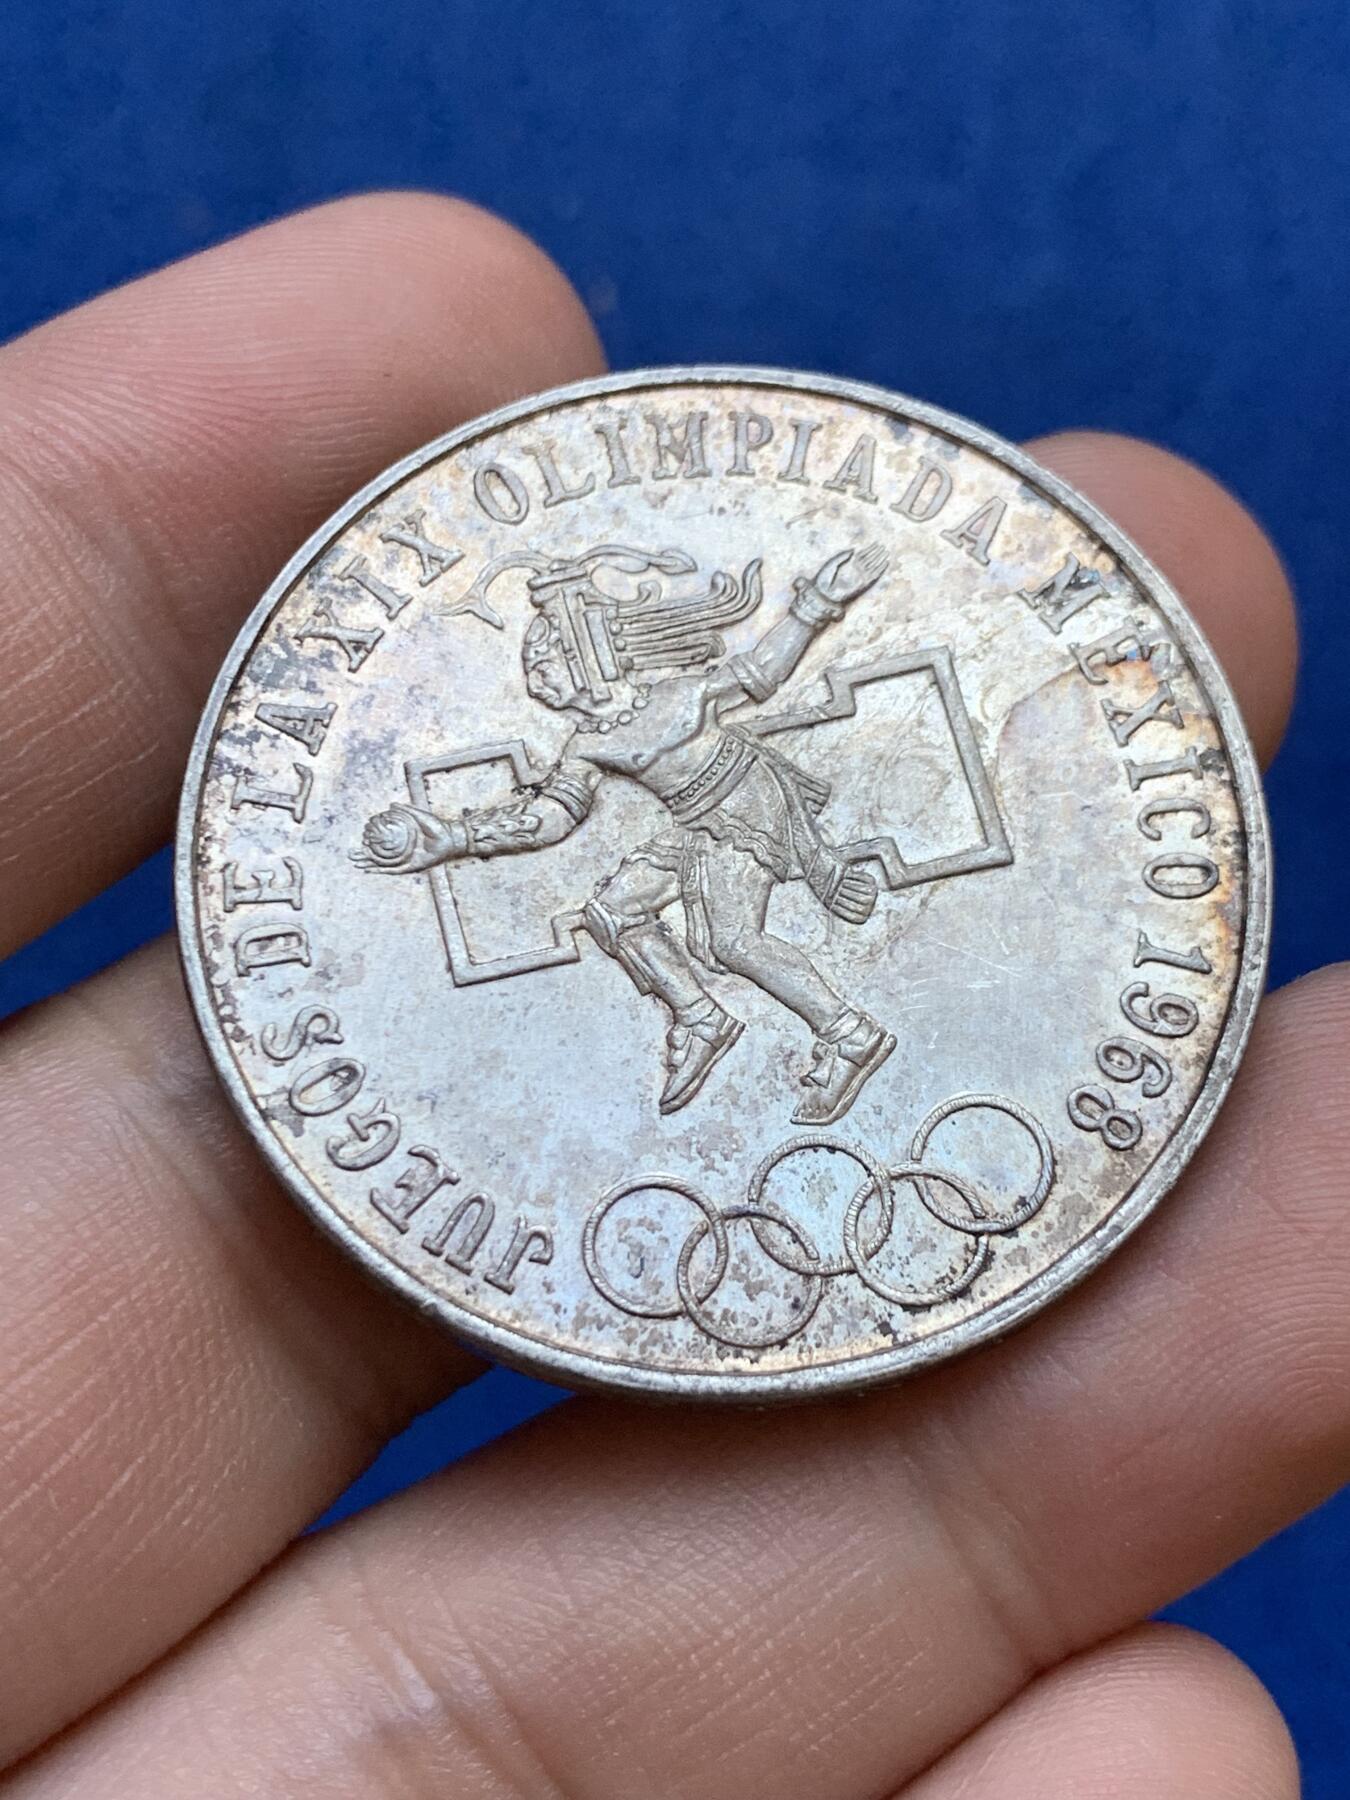 JUEGOS DE LA XIX OLIMPIADA MEXICO 1968